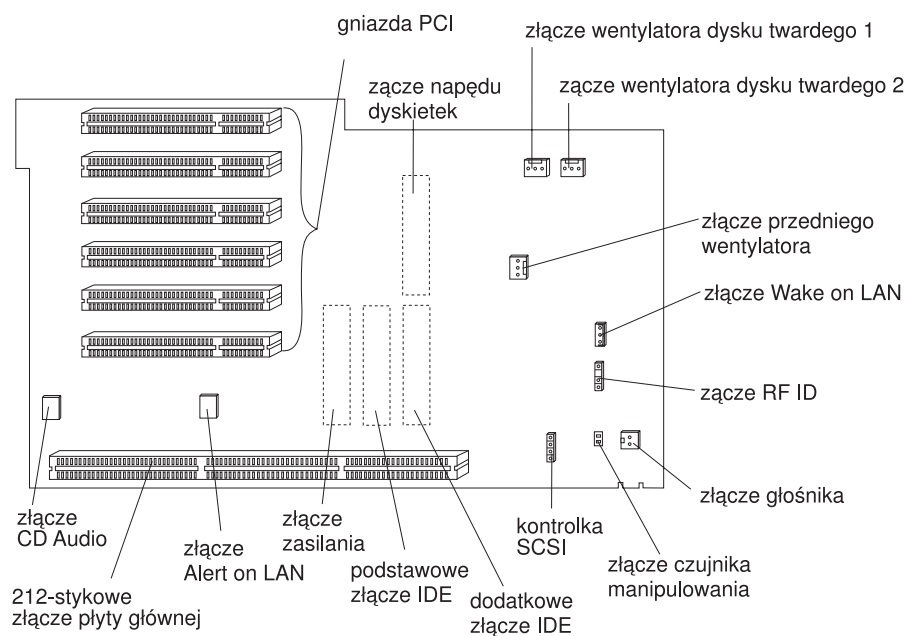 gniazda PCI
złącze wentylatora dysku twardego 1
zącze napędu
dyskietek
zącze wentylatora dysku twardego 2
złącze przedniego
wentylatora
złącze Wake on LAN
zącze RF ID
złącze głośnika
złącze
CD Audio
złącze
Alert on LAN
złącze
zasilania
kontrolka
SCSI
złącze czujnika
manipulowania
podstawowe
złącze IDE
dodatkowe
złącze IDE
212-stykowe
złącze płyty głównej